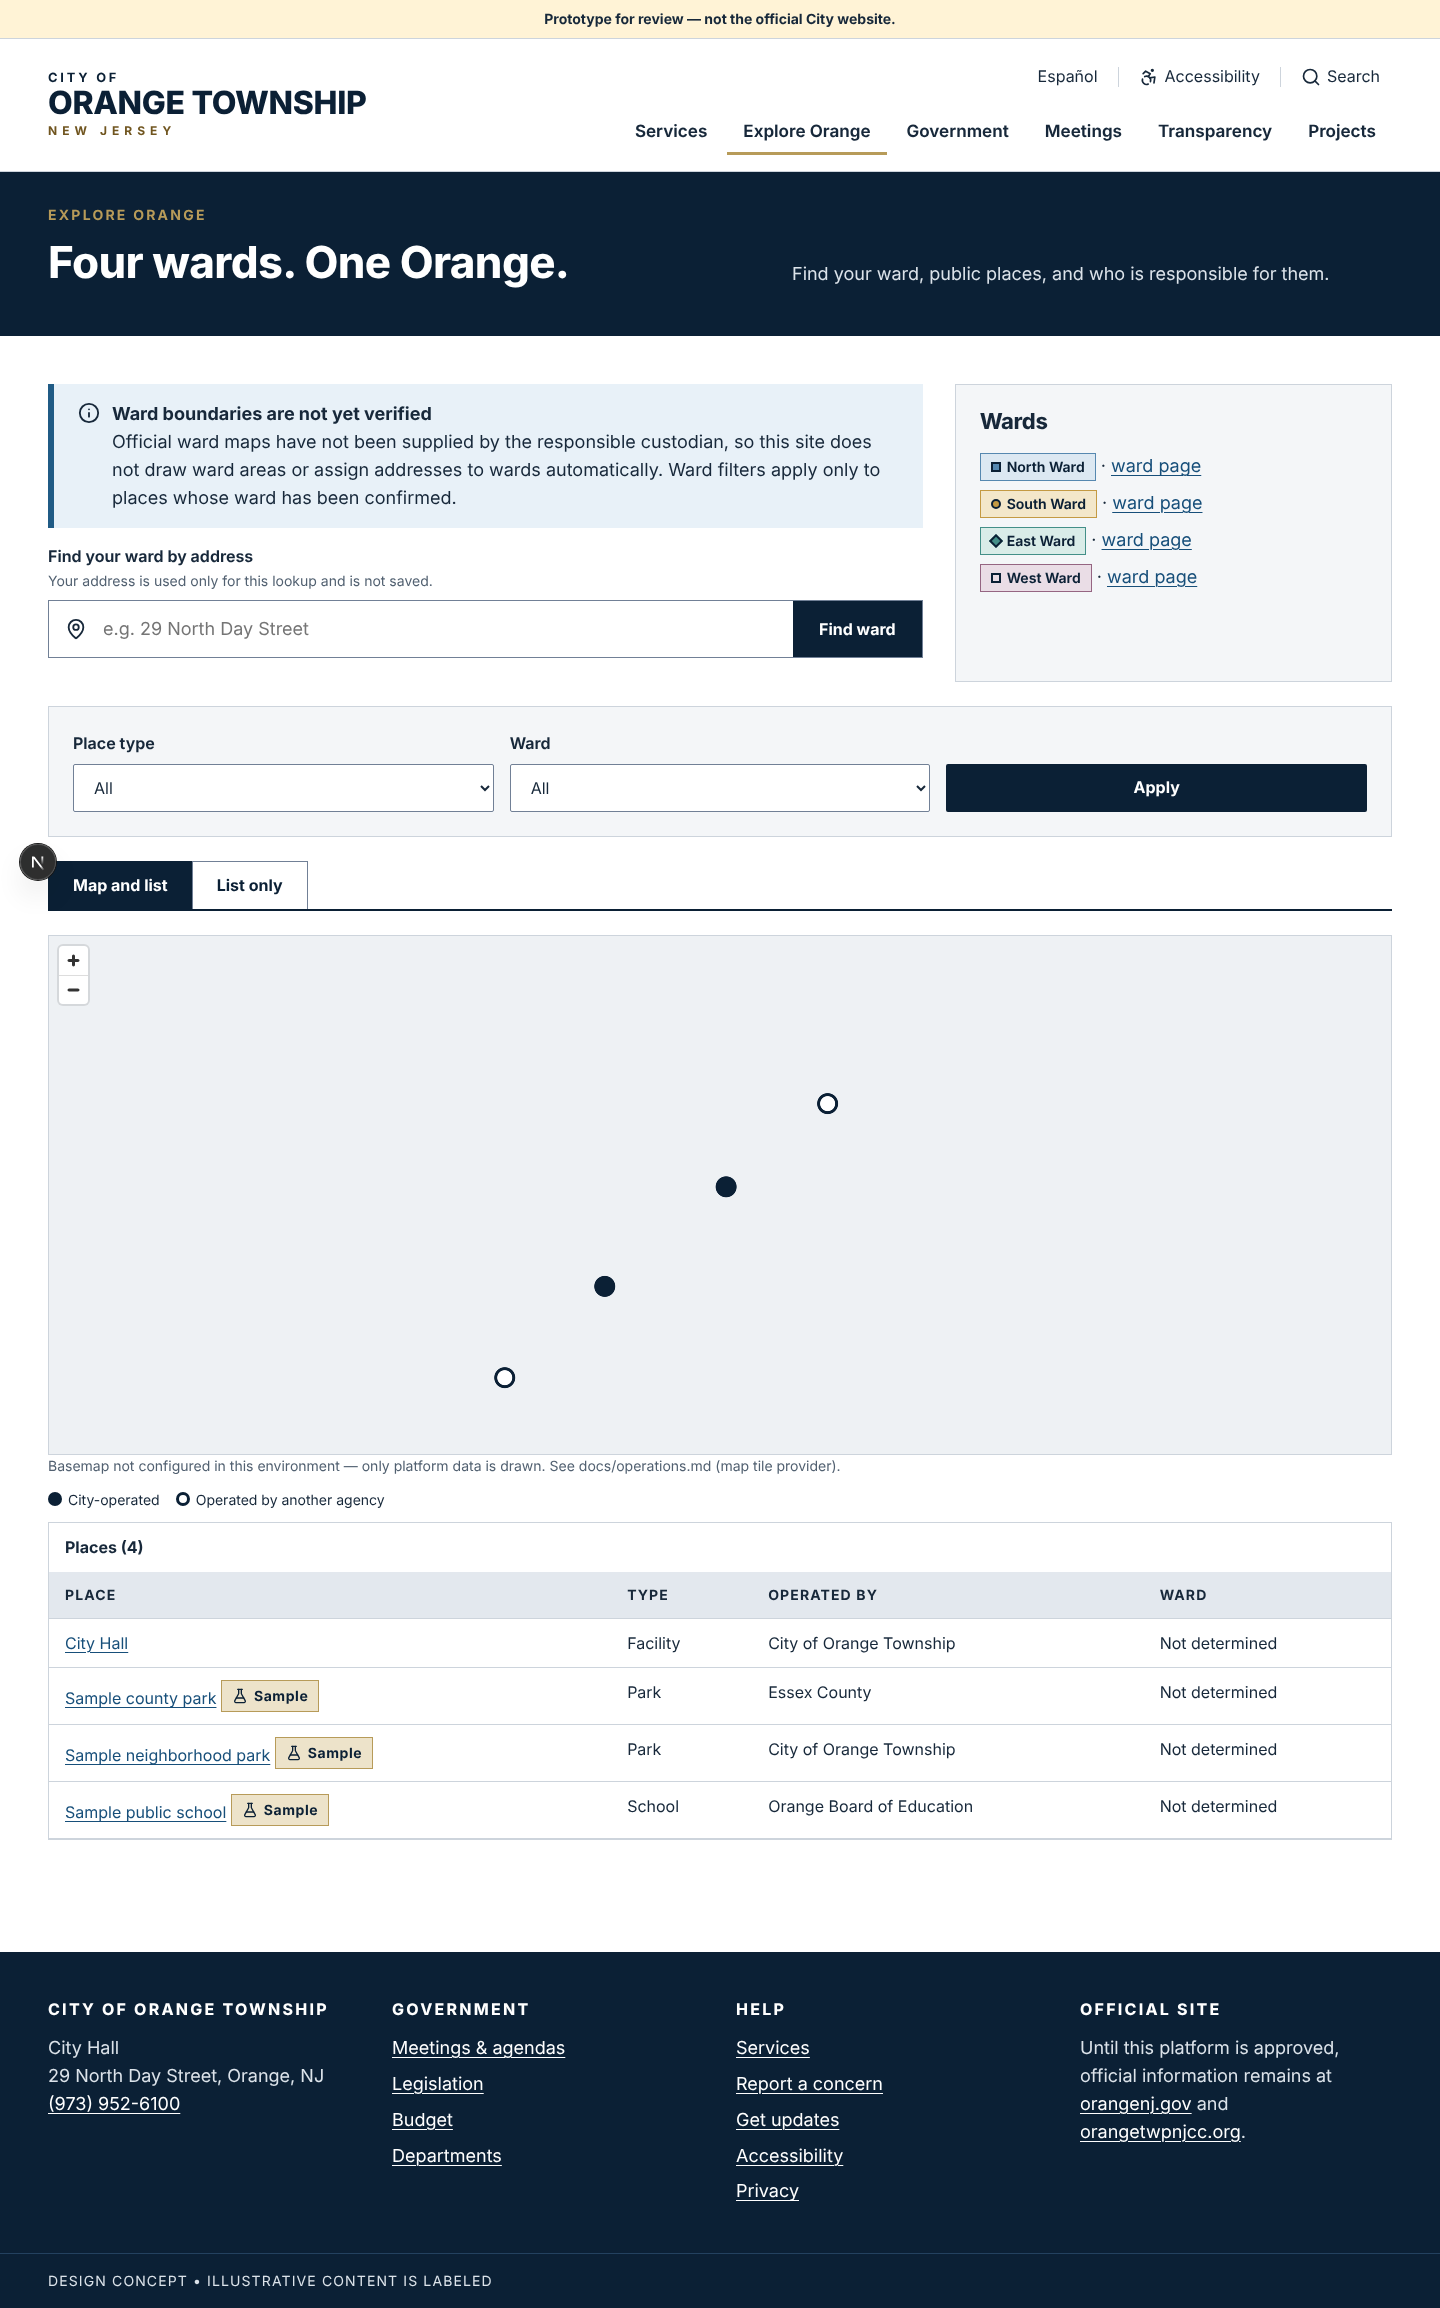 Prototype for review — not the official City website.
CITY OF
ORANGE TOWNSHIP
NEW JERSEY
Español
Accessibility
Search
Services
Explore Orange
Government
Meetings
Transparency
Projects
EXPLORE ORANGE
Four wards. One Orange.
Find your ward, public places, and who is responsible for them.
Ward boundaries are not yet verified
Official ward maps have not been supplied by the responsible custodian, so this site does
not draw ward areas or assign addresses to wards automatically. Ward filters apply only to
places whose ward has been confirmed.
Find your ward by address
Your address is used only for this lookup and is not saved.
e.g. 29 North Day Street
Find ward
Wards
North Ward · ward page
South Ward · ward page
East Ward · ward page
West Ward · ward page
Place type
All
Ward
All
Apply
N
Map and list
List only
+
−
Basemap not configured in this environment — only platform data is drawn. See docs/operations.md (map tile provider).
City-operated
Operated by another agency
Places (4)
PLACE TYPE OPERATED BY WARD
City Hall Facility City of Orange Township Not determined
Sample county park Sample Park Essex County Not determined
Sample neighborhood park Sample Park City of Orange Township Not determined
Sample public school Sample School Orange Board of Education Not determined
CITY OF ORANGE TOWNSHIP
City Hall
29 North Day Street, Orange, NJ
(973) 952-6100
GOVERNMENT
Meetings & agendas
Legislation
Budget
Departments
HELP
Services
Report a concern
Get updates
Accessibility
Privacy
OFFICIAL SITE
Until this platform is approved,
official information remains at
orangenj.gov and
orangetwpnjcc.org.
DESIGN CONCEPT • ILLUSTRATIVE CONTENT IS LABELED